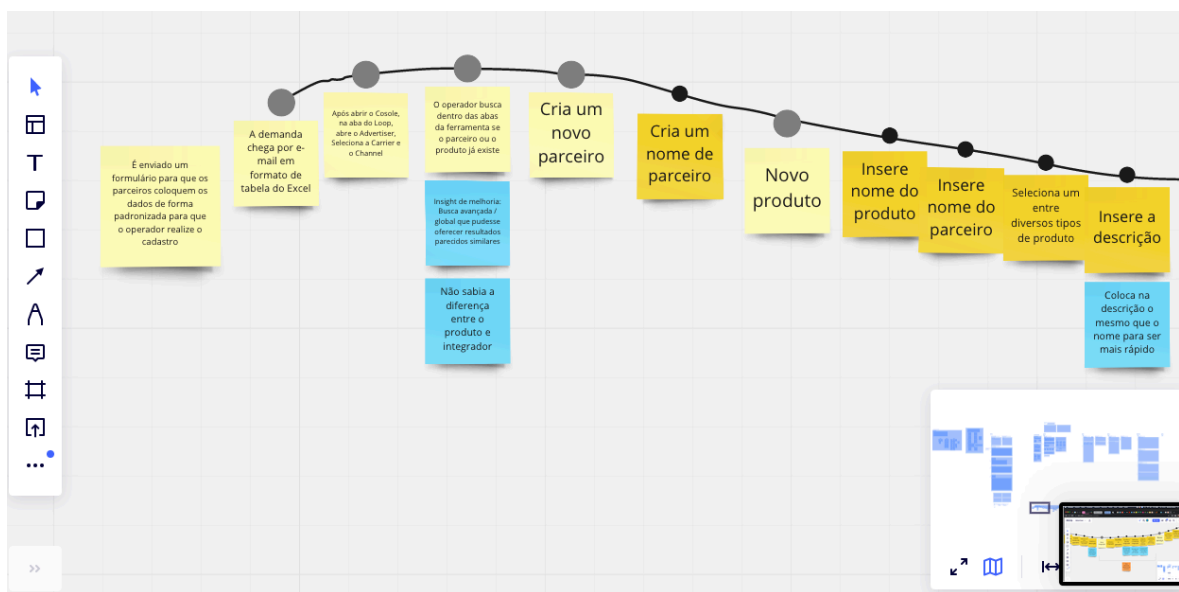 É enviado um
formulário para que os
parceiros coloquem os
dados de forma
padronizada para que
o operador realize o
cadastro
A demanda
chega por e-
mail em
formato de
tabela do Excel
Após abrir o Cosole,
na aba do Loop,
abre o Advertiser,
Seleciona a Carrier e
o Channel
O operador busca
dentro das abas
da ferramenta se
o parceiro ou o
produto já existe
Insight de melhoria:
Busca avançada /
global que pudesse
oferecer resultados
parecidos similares
Não sabia a
diferença
entre o
produto e
integrador
Cria um
novo
parceiro
Cria um
nome de
parceiro
Novo
produto
Insere
nome do
produto
Insere
nome do
parceiro
Seleciona um
entre
diversos tipos
de produto
Insere a
descrição
Coloca na
descrição o
mesmo que o
nome para ser
mais rápido